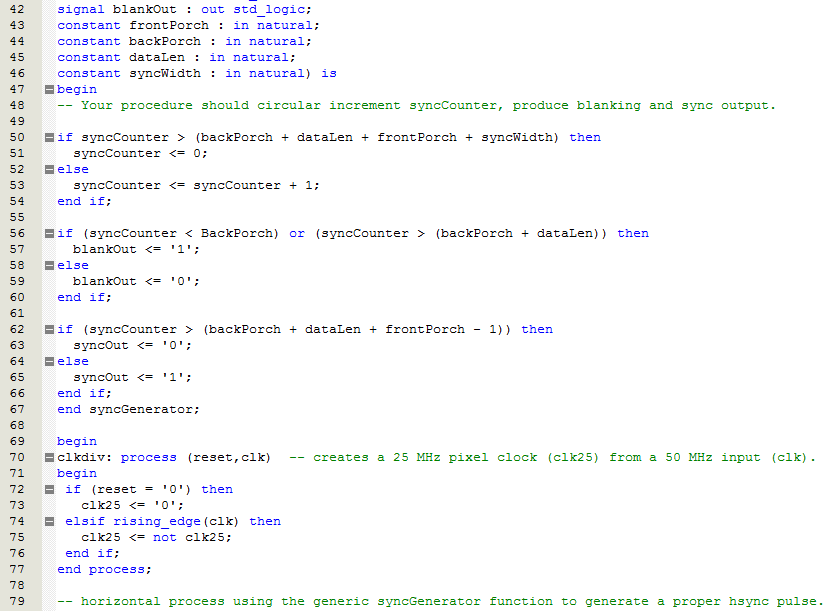 42 signal blankOut : out std_logic;
43 constant frontPorch : in natural;
44 constant backPorch : in natural;
45 constant dataLen : in natural;
46 constant syncWidth : in natural) is
47 begin
48 -- Your procedure should circular increment syncCounter, produce blanking and sync output.
49
50 if syncCounter > (backPorch + dataLen + frontPorch + syncWidth) then
51 syncCounter <= 0;
52 else
53 syncCounter <= syncCounter + 1;
54 end if;
55
56 if (syncCounter < BackPorch) or (syncCounter > (backPorch + dataLen)) then
57 blankOut <= '1';
58 else
59 blankOut <= '0';
60 end if;
61
62 if (syncCounter > (backPorch + dataLen + frontPorch - 1)) then
63 syncOut <= '0';
64 else
65 syncOut <= '1';
66 end if;
67 end syncGenerator;
68
69 begin
70 clkdiv: process (reset,clk) -- creates a 25 MHz pixel clock (clk25) from a 50 MHz input (clk).
71 begin
72 if (reset = '0') then
73 clk25 <= '0';
74 elsif rising_edge(clk) then
75 clk25 <= not clk25;
76 end if;
77 end process;
78
79 -- horizontal process using the generic syncGenerator function to generate a proper hsync pulse.